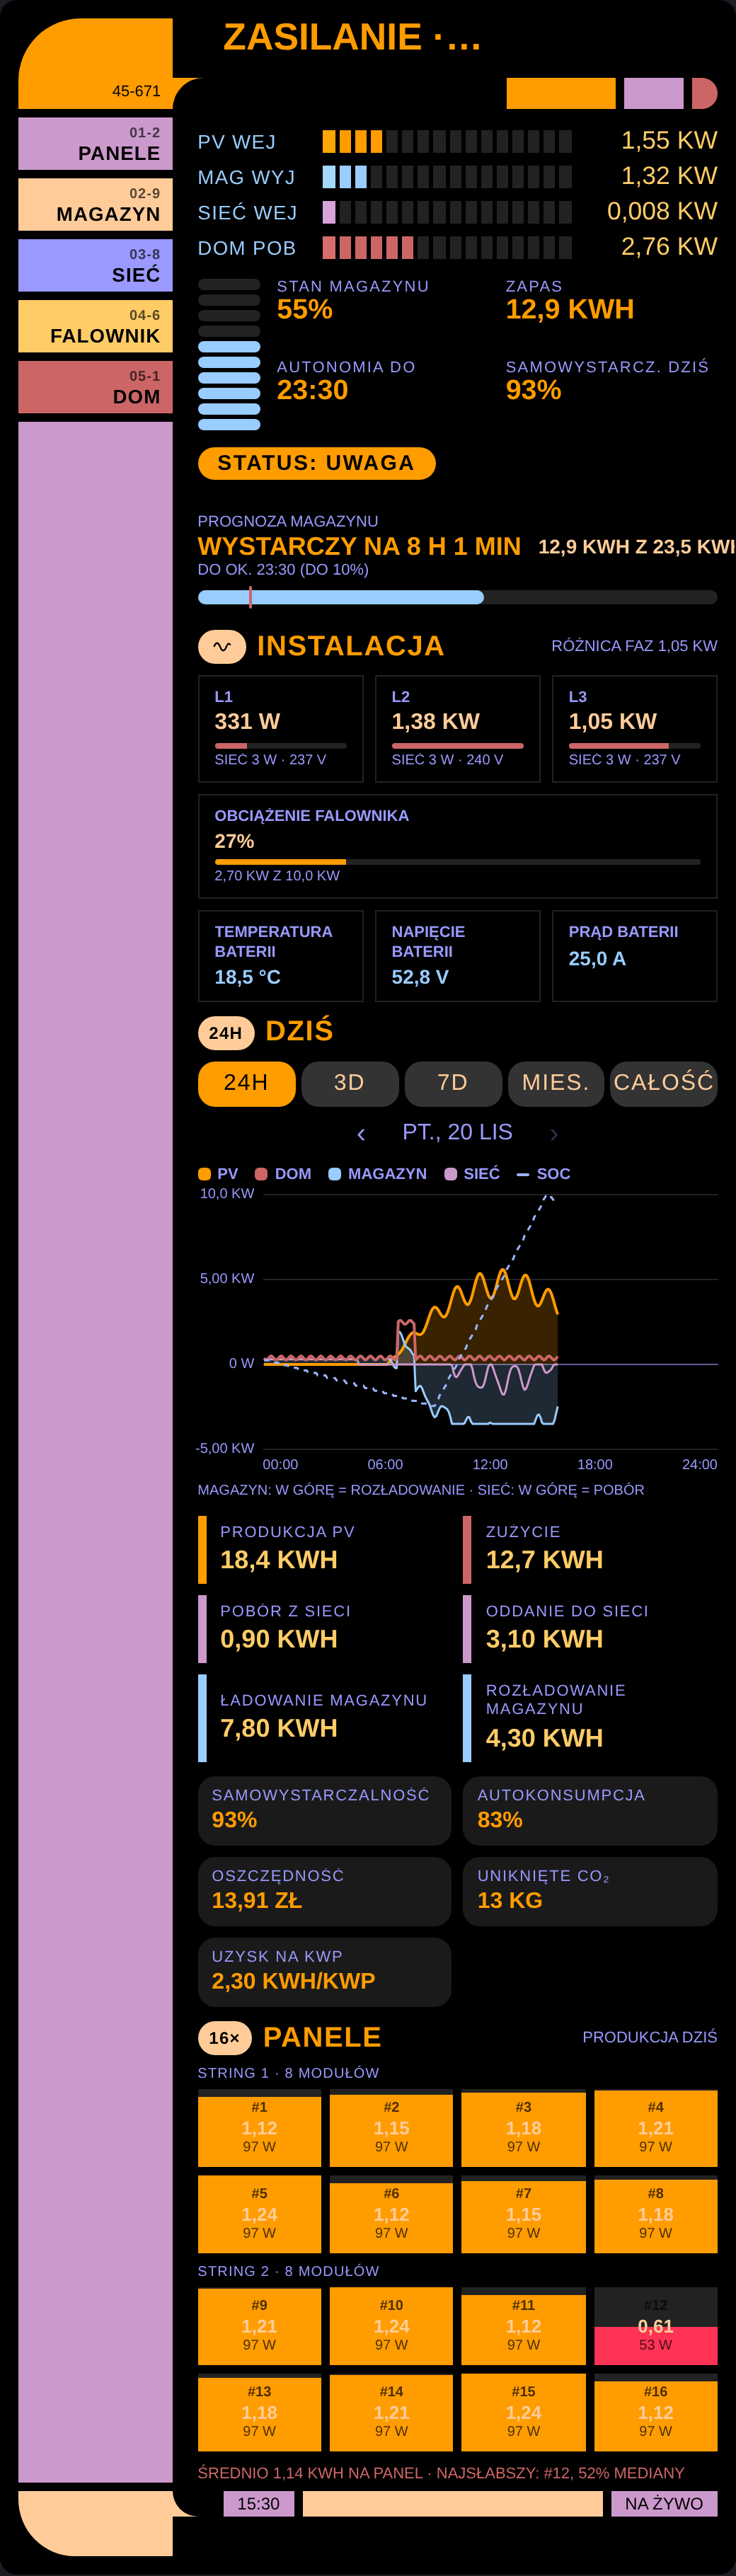 ZASILANIE ·…
45-671
01-2
PANELE
02-9
MAGAZYN
03-8
SIEĆ
04-6
FALOWNIK
05-1
DOM
PV WEJ 1,55 KW
MAG WYJ 1,32 KW
SIEĆ WEJ 0,008 KW
DOM POB 2,76 KW
STAN MAGAZYNU ZAPAS
55% 12,9 KWH
AUTONOMIA DO SAMOWYSTARCZ. DZIŚ
23:30 93%
STATUS: UWAGA
PROGNOZA MAGAZYNU
WYSTARCZY NA 8 H 1 MIN 12,9 KWH Z 23,5 KWH
DO OK. 23:30 (DO 10%)
INSTALACJA RÓŻNICA FAZ 1,05 KW
L1 L2 L3
331 W 1,38 KW 1,05 KW
SIEĆ 3 W · 237 V SIEĆ 3 W · 240 V SIEĆ 3 W · 237 V
OBCIĄŻENIE FALOWNIKA
27%
2,70 KW Z 10,0 KW
TEMPERATURA BATERII
18,5 °C
NAPIĘCIE BATERII
52,8 V
PRĄD BATERII
25,0 A
24H DZIŚ
24H 3D 7D MIES. CAŁOŚĆ
‹ PT., 20 LIS ›
PV DOM MAGAZYN SIEĆ SOC
10,0 KW
5,00 KW
0 W
-5,00 KW
00:00 06:00 12:00 18:00 24:00
MAGAZYN: W GÓRĘ = ROZŁADOWANIE · SIEĆ: W GÓRĘ = POBÓR
PRODUKCJA PV ZUŻYCIE
18,4 KWH 12,7 KWH
POBÓR Z SIECI ODDANIE DO SIECI
0,90 KWH 3,10 KWH
ŁADOWANIE MAGAZYNU
7,80 KWH
ROZŁADOWANIE
MAGAZYNU
4,30 KWH
SAMOWYSTARCZALNOŚĆ AUTOKONSUMPCJA
93% 83%
OSZCZĘDNOŚĆ UNIKNIĘTE CO₂
13,91 ZŁ 13 KG
UZYSK NA KWP
2,30 KWH/KWP
16× PANELE PRODUKCJA DZIŚ
STRING 1 · 8 MODUŁÓW
#1 #2 #3 #4
1,12 1,15 1,18 1,21
97 W 97 W 97 W 97 W
#5 #6 #7 #8
1,24 1,12 1,15 1,18
97 W 97 W 97 W 97 W
STRING 2 · 8 MODUŁÓW
#9 #10 #11 #12
1,21 1,24 1,12 0,61
97 W 97 W 97 W 53 W
#13 #14 #15 #16
1,18 1,21 1,24 1,12
97 W 97 W 97 W 97 W
ŚREDNIO 1,14 KWH NA PANEL · NAJSŁABSZY: #12, 52% MEDIANY
15:30 NA ŻYWO